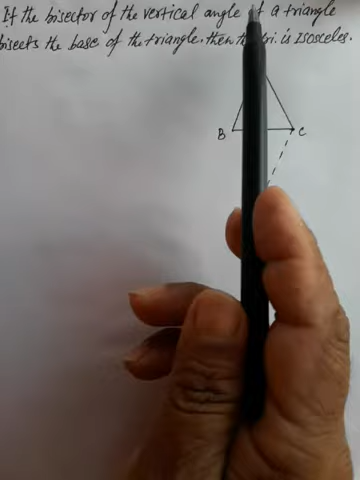 If the bisector of the vertical angle of a triangle
bisects the base of the triangle. then the tri. is Isosceles.
B C